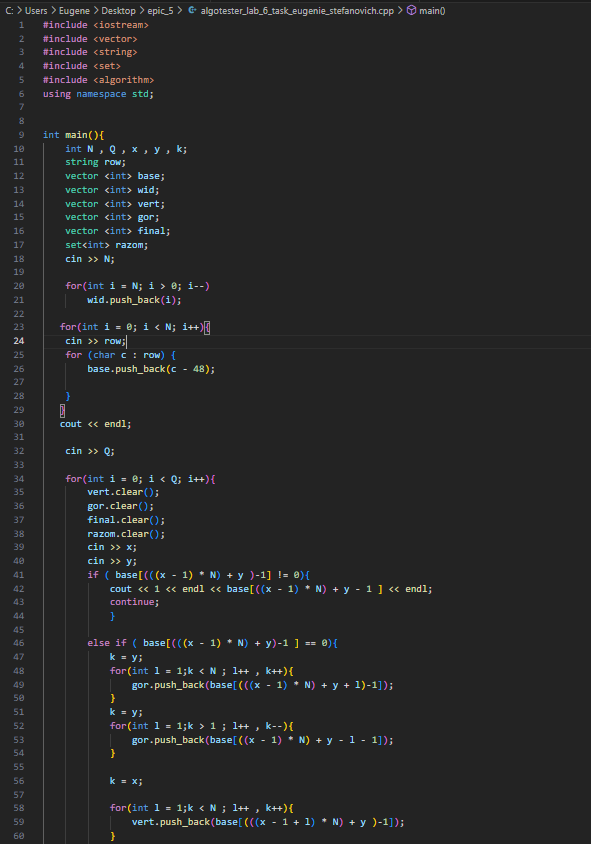 C: > Users > Eugene > Desktop > epic_5 > algotester_lab_6_task_eugenie_stefanovich.cpp > main()
1 #include <iostream>
2 #include <vector>
3 #include <string>
4 #include <set>
5 #include <algorithm>
6 using namespace std;
7
8
9 int main(){
10 int N , Q , x , y , k;
11 string row;
12 vector <int> base;
13 vector <int> wid;
14 vector <int> vert;
15 vector <int> gor;
16 vector <int> final;
17 set<int> razom;
18 cin >> N;
19
20 for(int i = N; i > 0; i--)
21 wid.push_back(i);
22
23 for(int i = 0; i < N; i++){
24 cin >> row;
25 for (char c : row) {
26 base.push_back(c - 48);
27
28 }
29 }
30 cout << endl;
31
32 cin >> Q;
33
34 for(int i = 0; i < Q; i++){
35 vert.clear();
36 gor.clear();
37 final.clear();
38 razom.clear();
39 cin >> x;
40 cin >> y;
41 if ( base[(((x - 1) * N) + y )-1] != 0){
42 cout << 1 << endl << base[((x - 1) * N) + y - 1 ] << endl;
43 continue;
44 }
45
46 else if ( base[(((x - 1) * N) + y)-1 ] == 0){
47 k = y;
48 for(int l = 1;k < N ; l++ , k++){
49 gor.push_back(base[(((x - 1) * N) + y + l)-1]);
50 }
51 k = y;
52 for(int l = 1;k > 1 ; l++ , k--){
53 gor.push_back(base[((x - 1) * N) + y - l - 1]);
54 }
55
56 k = x;
57
58 for(int l = 1;k < N ; l++ , k++){
59 vert.push_back(base[(((x - 1 + l) * N) + y )-1]);
60 }